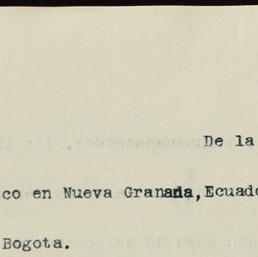 De la
co en Nueva Granada, Ecuado
Bogota.